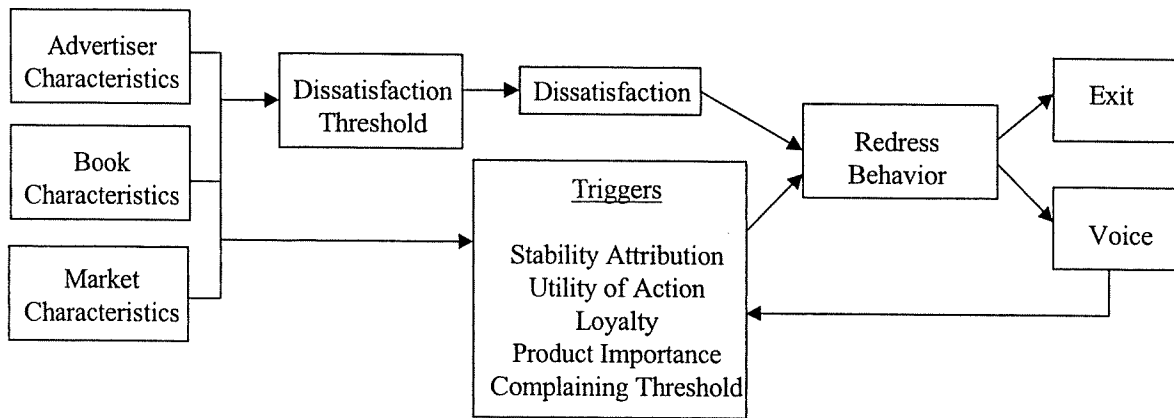 Advertiser
Characteristics
Book
Characteristics
Market
Characteristics
Dissatisfaction
Threshold
Dissatisfaction
Triggers
Stability Attribution
Utility of Action
Loyalty
Product Importance
Complaining Threshold
Redress
Behavior
Exit
Voice